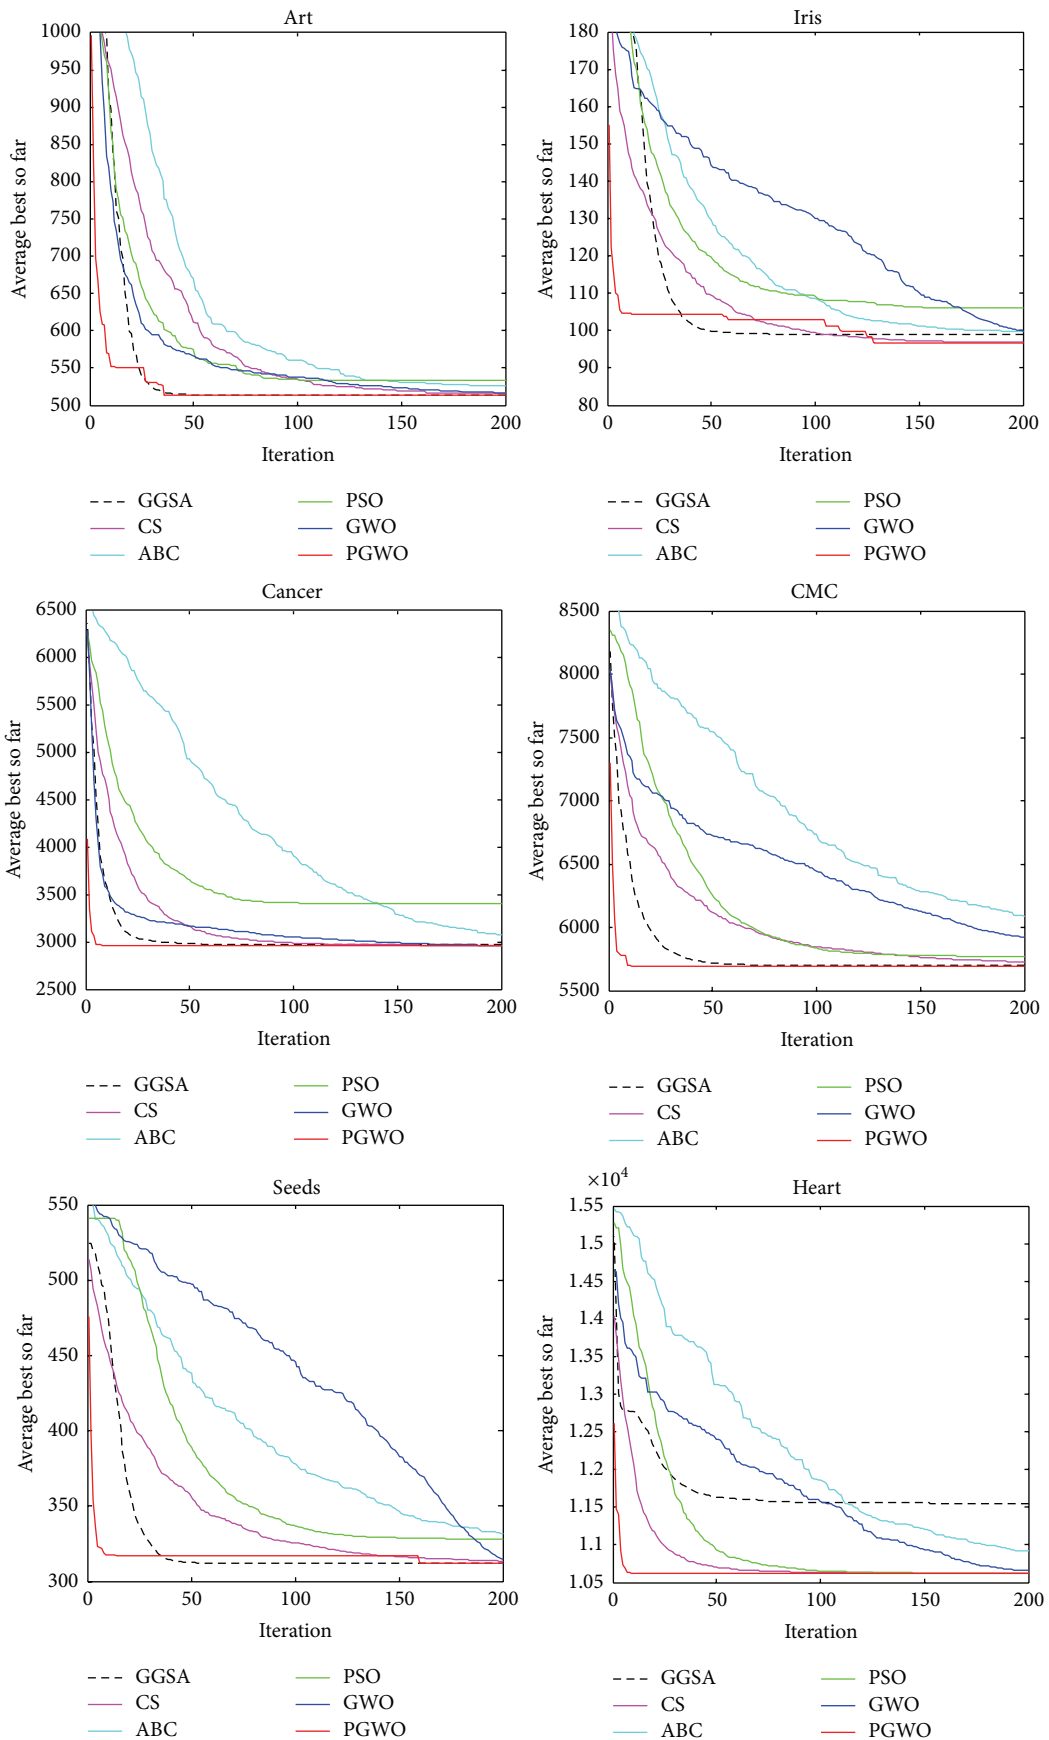 Art
1000
950
900
850
800
750
700
650
600
550
500
Average best so far
0 50 100 150 200
Iteration
GGSA PSO
CS GWO
ABC PGWO
Iris
180
170
160
150
140
130
120
110
100
90
80
Average best so far
0 50 100 150 200
Iteration
GGSA PSO
CS GWO
ABC PGWO
Cancer
6500
6000
5500
5000
4500
4000
3500
3000
2500
Average best so far
0 50 100 150 200
Iteration
GGSA PSO
CS GWO
ABC PGWO
CMC
8500
8000
7500
7000
6500
6000
5500
Average best so far
0 50 100 150 200
Iteration
GGSA PSO
CS GWO
ABC PGWO
Seeds
550
500
450
400
350
300
Average best so far
0 50 100 150 200
Iteration
GGSA PSO
CS GWO
ABC PGWO
×10⁴ Heart
1.55
1.5
1.45
1.4
1.35
1.3
1.25
1.2
1.15
1.1
1.05
Average best so far
0 50 100 150 200
Iteration
GGSA PSO
CS GWO
ABC PGWO